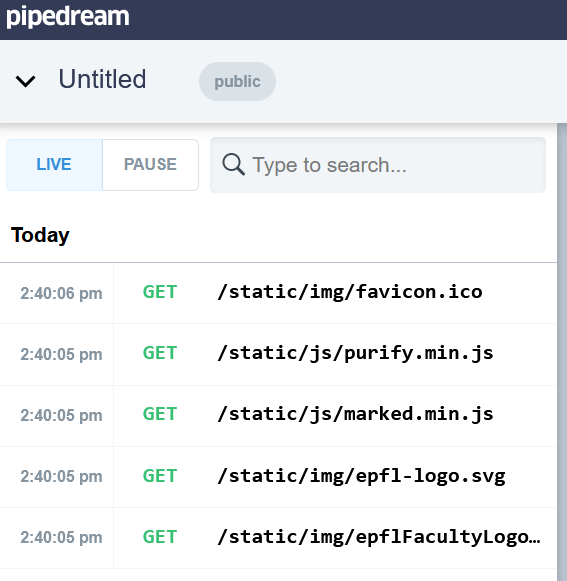 pipedream
Untitled public
LIVE PAUSE Type to search...
Today
2:40:06 pm GET /static/img/favicon.ico
2:40:05 pm GET /static/js/purify.min.js
2:40:05 pm GET /static/js/marked.min.js
2:40:05 pm GET /static/img/epfl-logo.svg
2:40:05 pm GET /static/img/epflFacultyLogo…